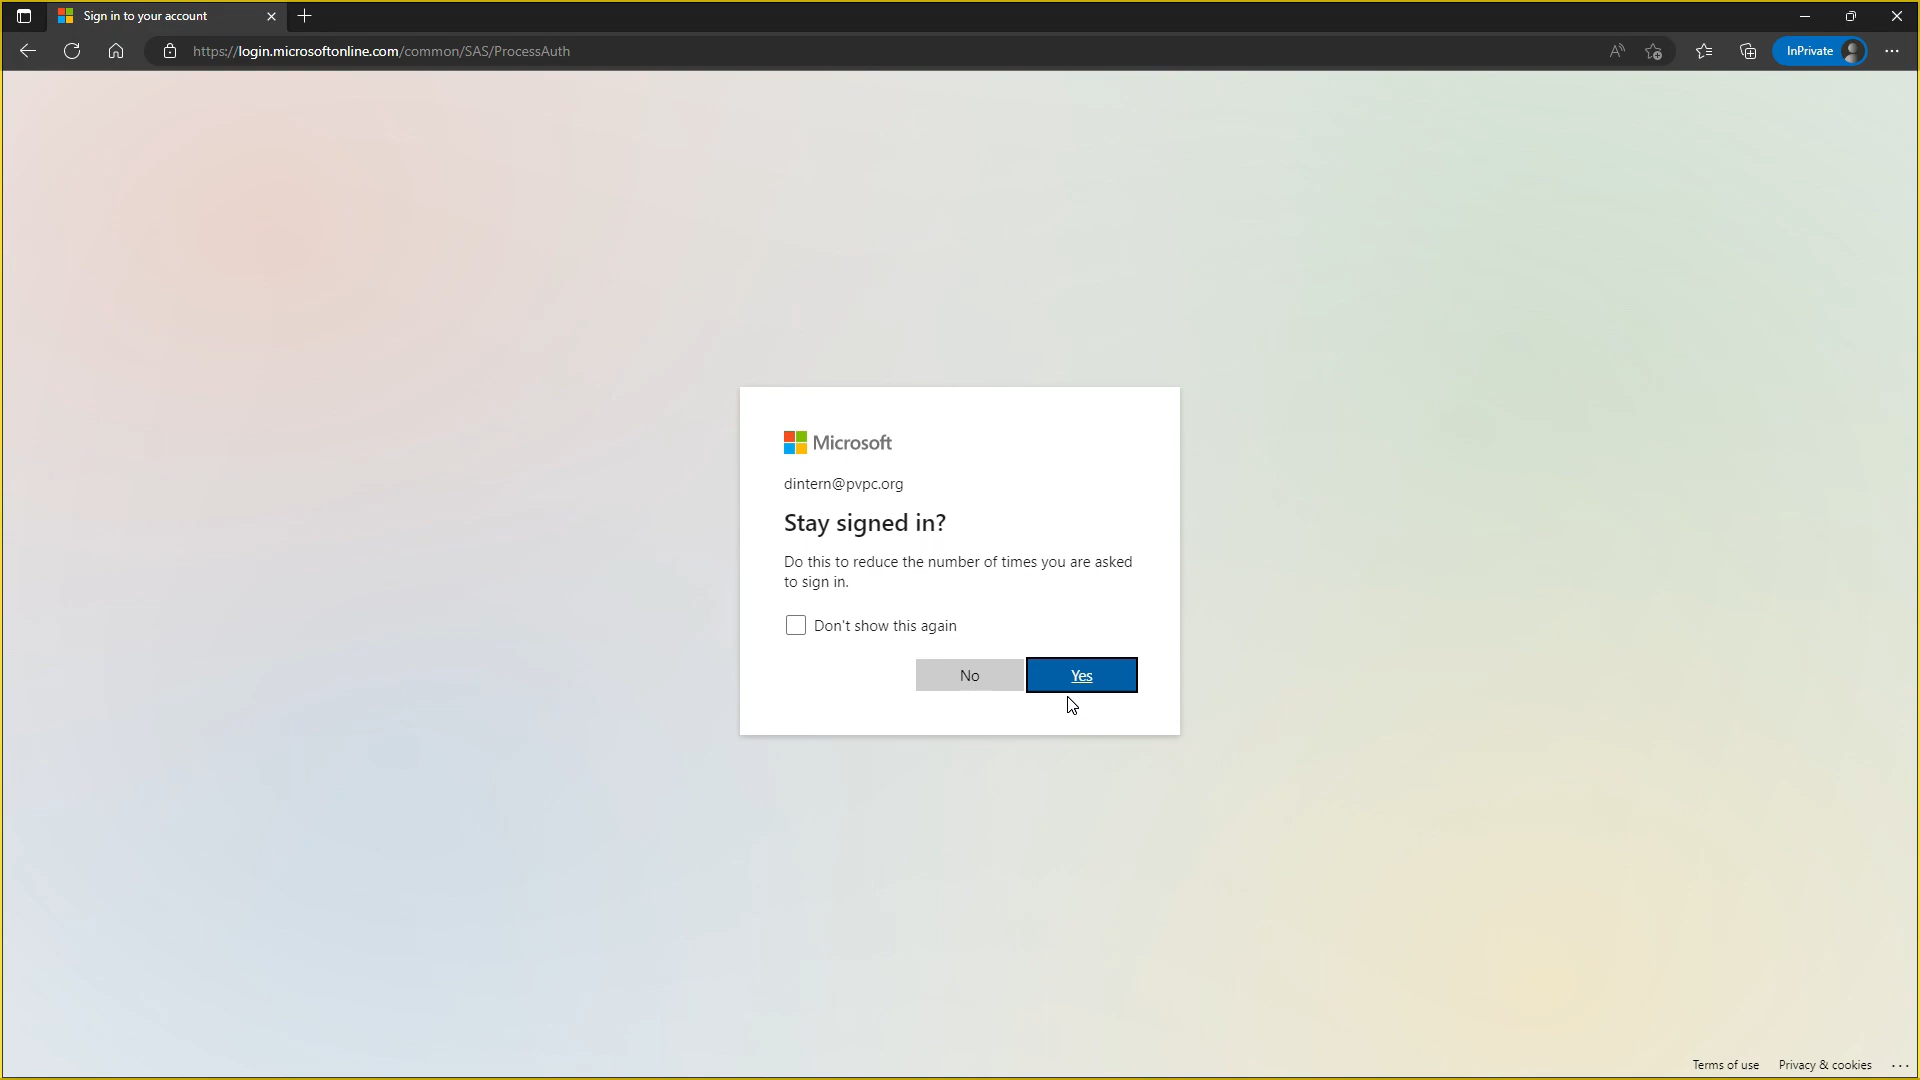 Sign in to your account
https://login.microsoftonline.com/common/SAS/ProcessAuth
InPrivate
Microsoft
dintern@pvpc.org
Stay signed in?
Do this to reduce the number of times you are asked
to sign in.
Don't show this again
No
Yes
Terms of use
Privacy & cookies